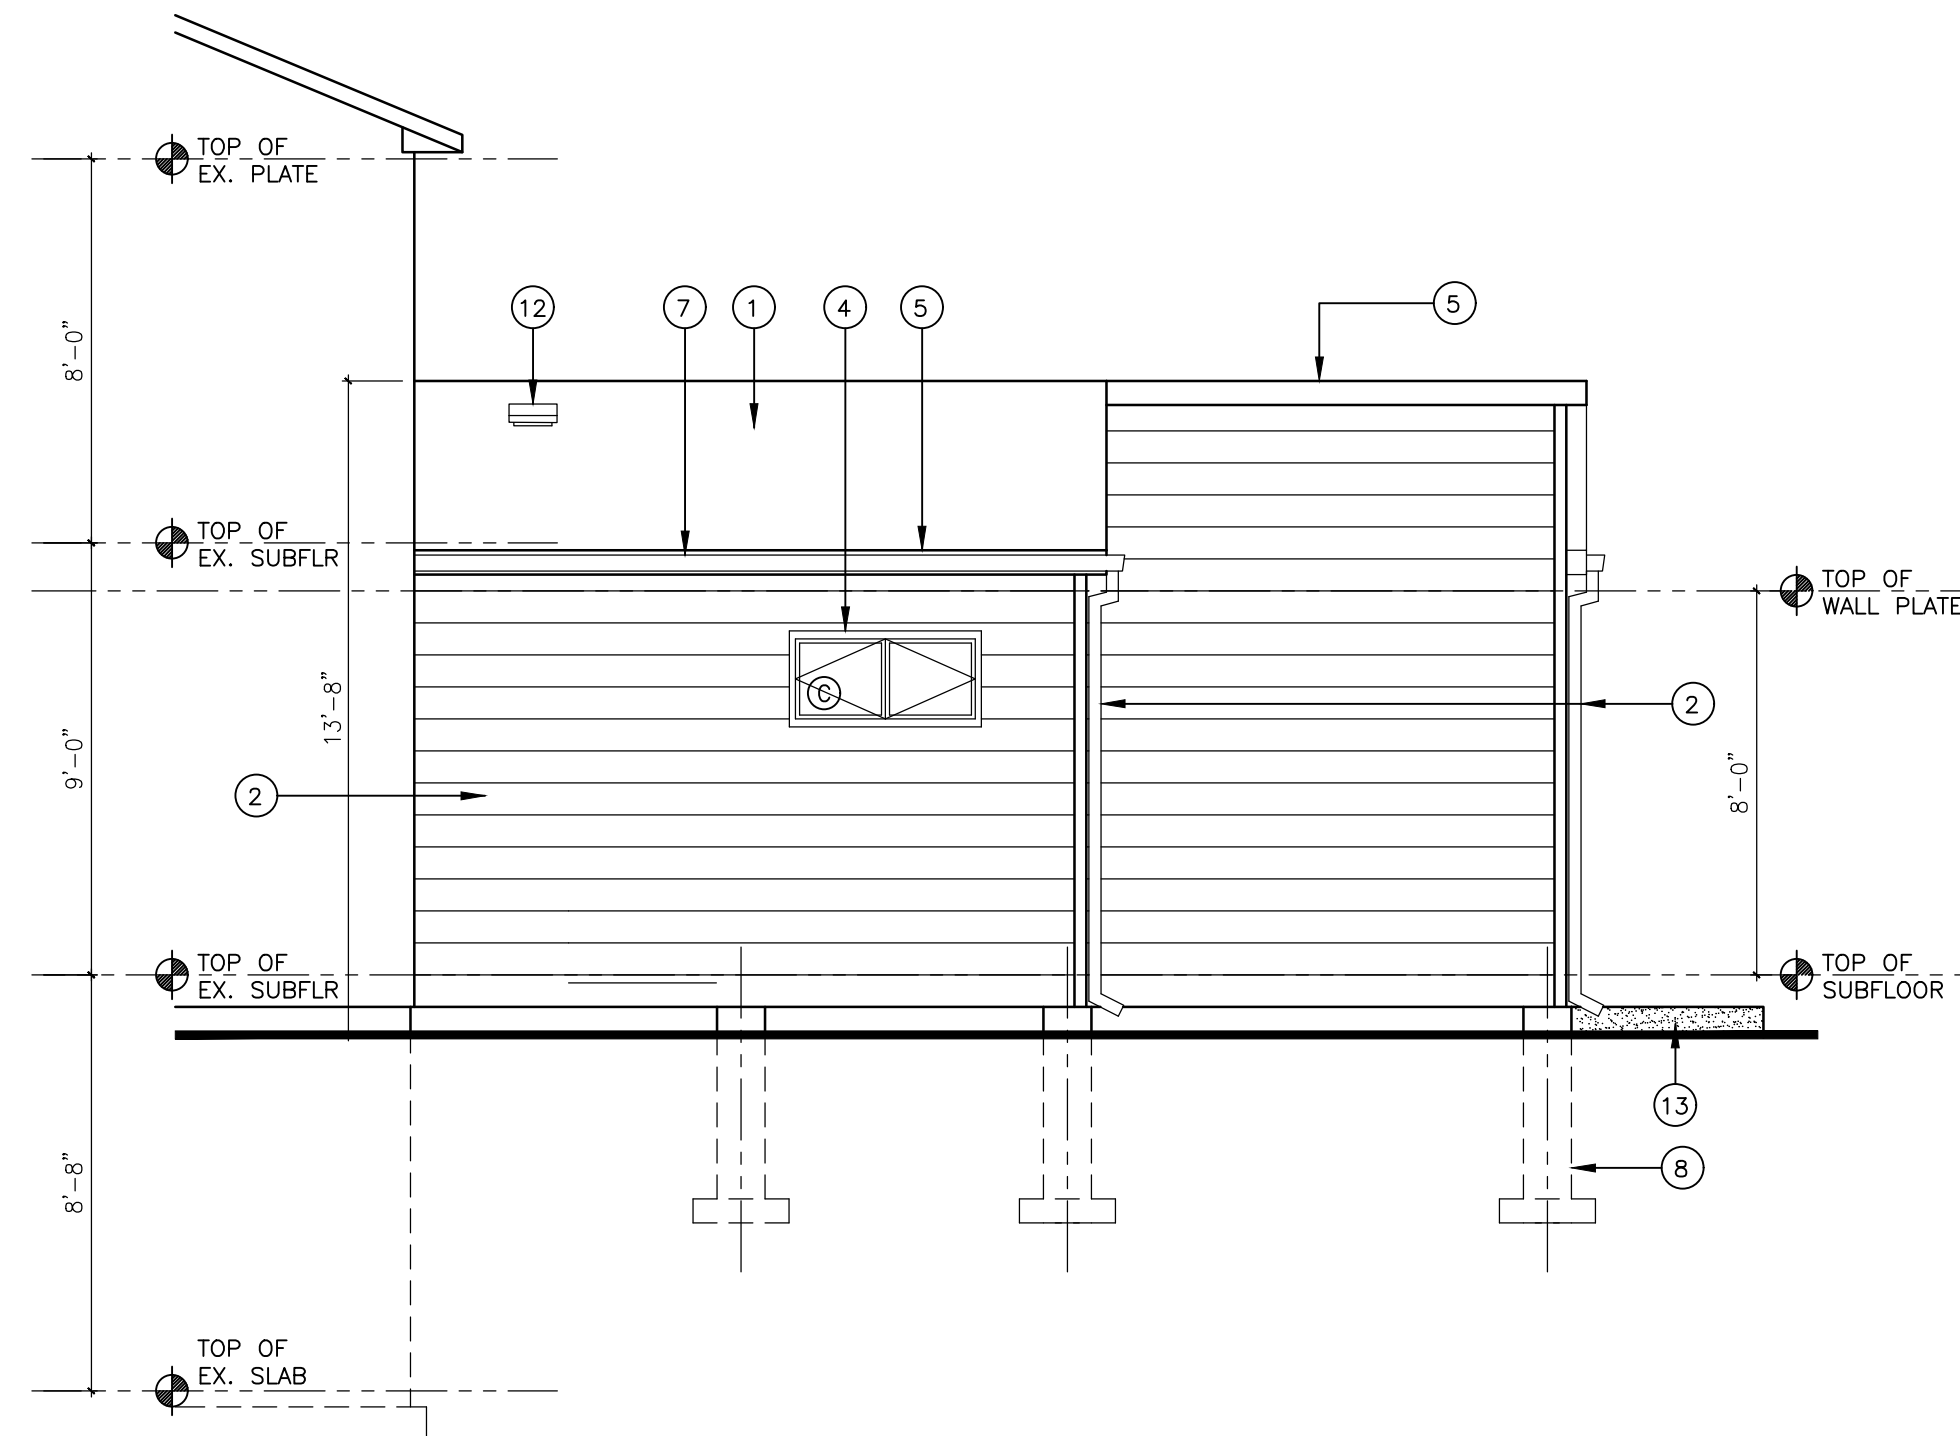 TOP OF
EX. PLATE
8'-0"
12
7
1
4
5
5
TOP OF
EX. SUBFLR
TOP OF
WALL PLATE
13'-8"
C
2
9'-0"
2
8'-0"
TOP OF
EX. SUBFLR
TOP OF
SUBFLOOR
13
8
8'-8"
TOP OF
EX. SLAB